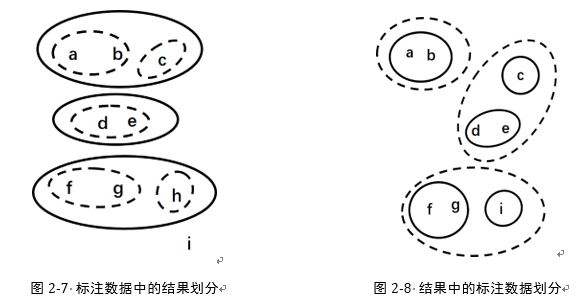 a b c
a b
c
d e
d e
f g h
f g i
i
图 2-7 标注数据中的结果划分
图 2-8 结果中的标注数据划分